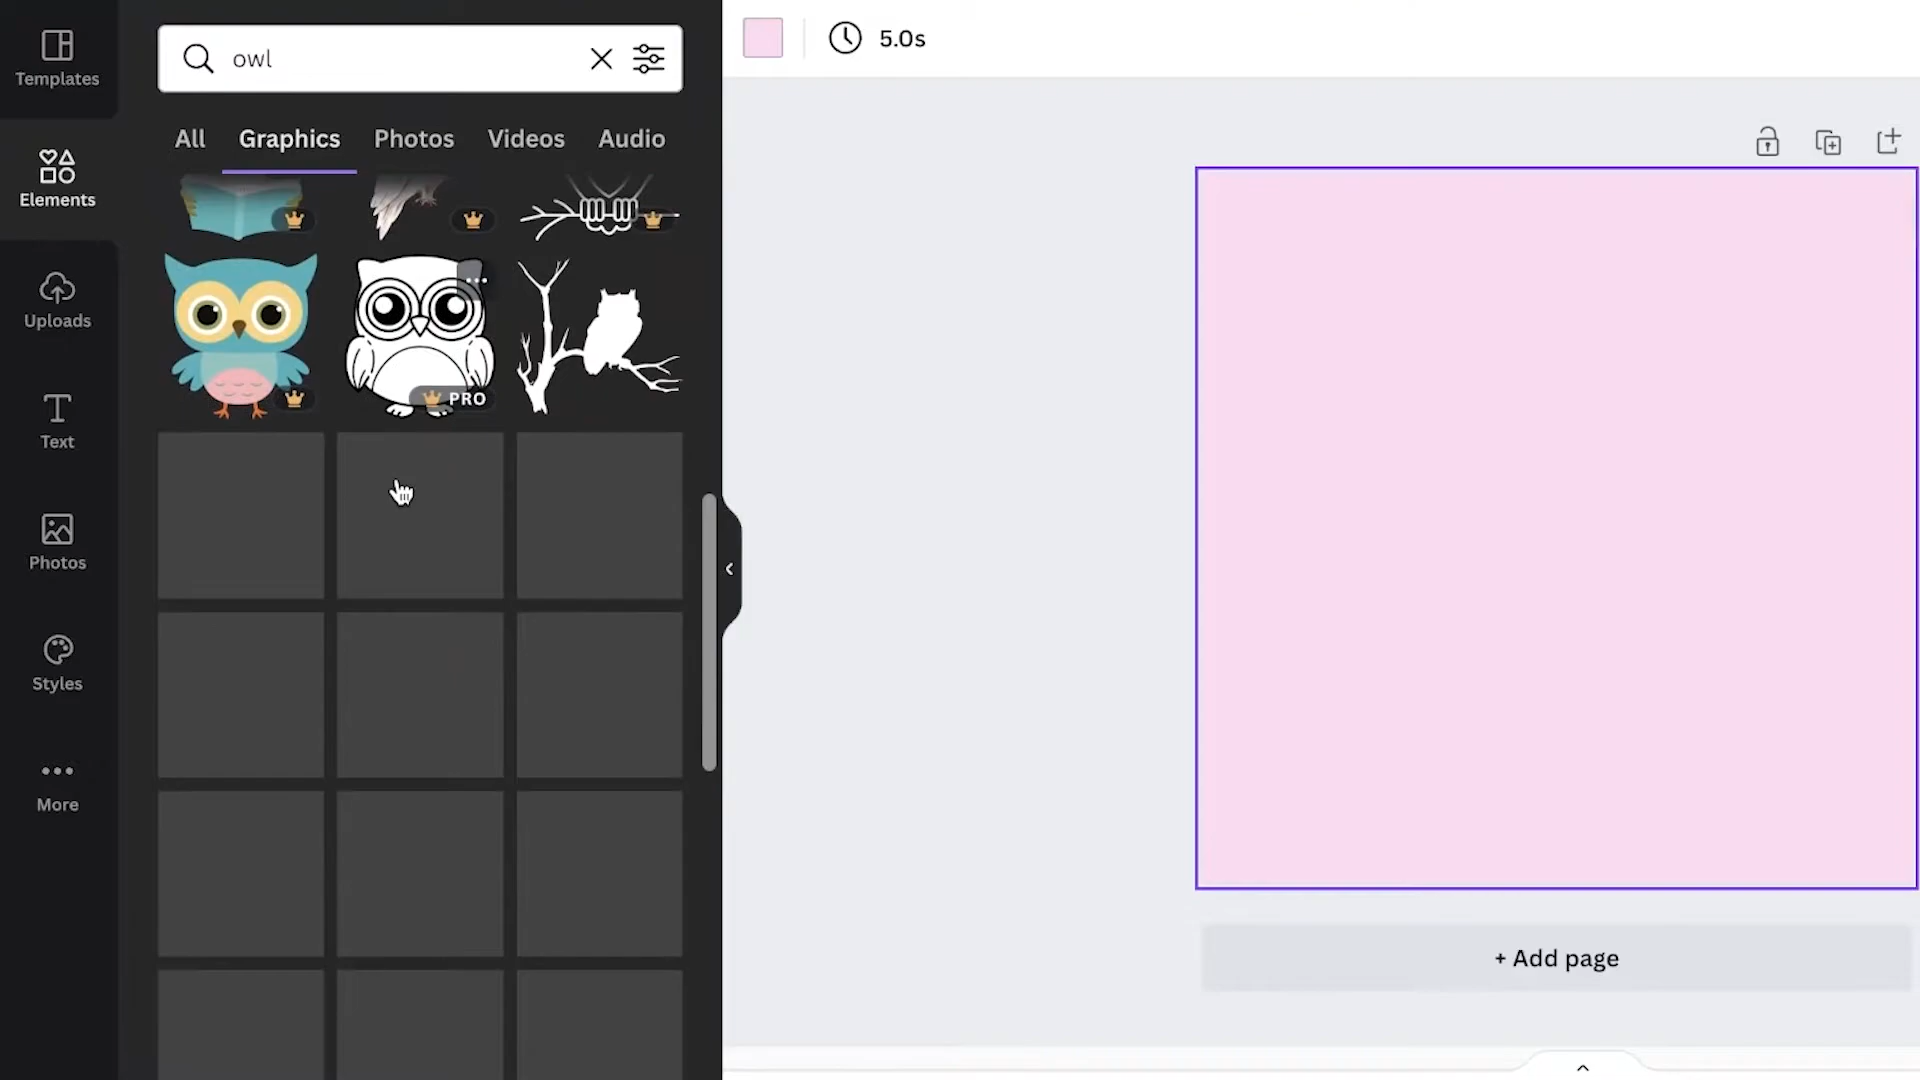 Templates
Elements
Uploads
Text
Photos
Styles
More
owl
All Graphics Photos Videos Audio
PRO
5.0s
+ Add page